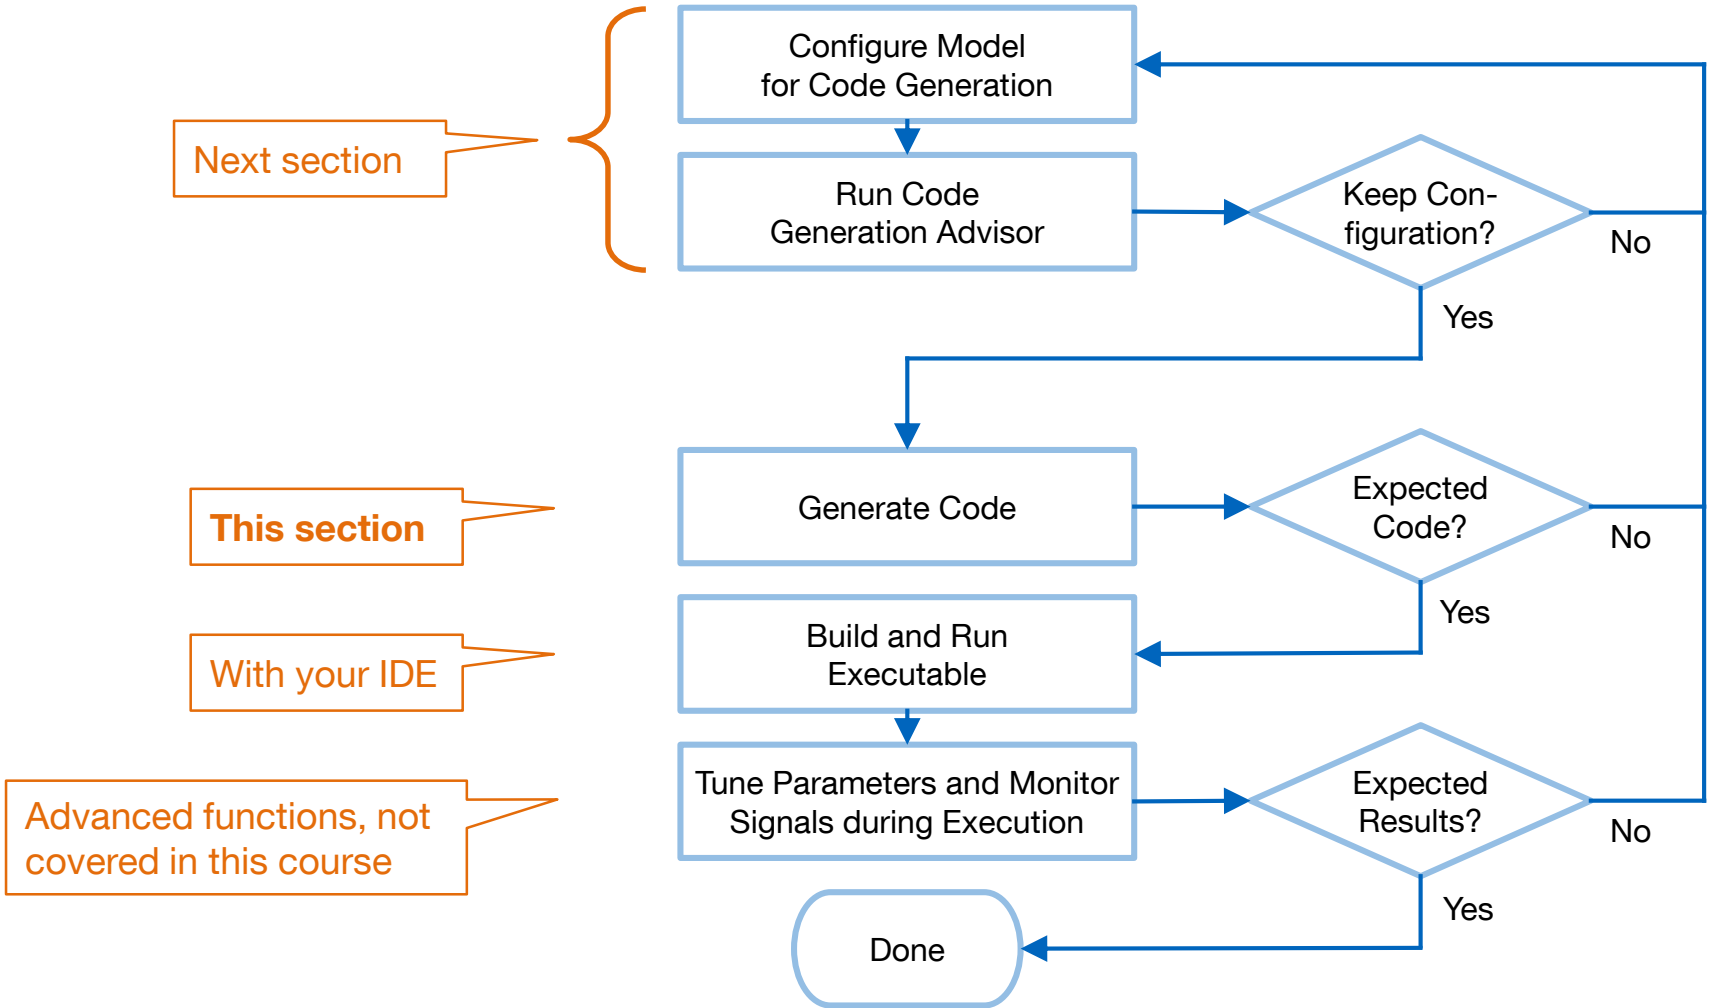 Configure Model
for Code Generation
Next section
Run Code
Generation Advisor
Keep Con-
figuration?
No
Yes
This section
Generate Code
Expected
Code?
No
Yes
With your IDE
Build and Run
Executable
Advanced functions, not
covered in this course
Tune Parameters and Monitor
Signals during Execution
Expected
Results?
No
Yes
Done